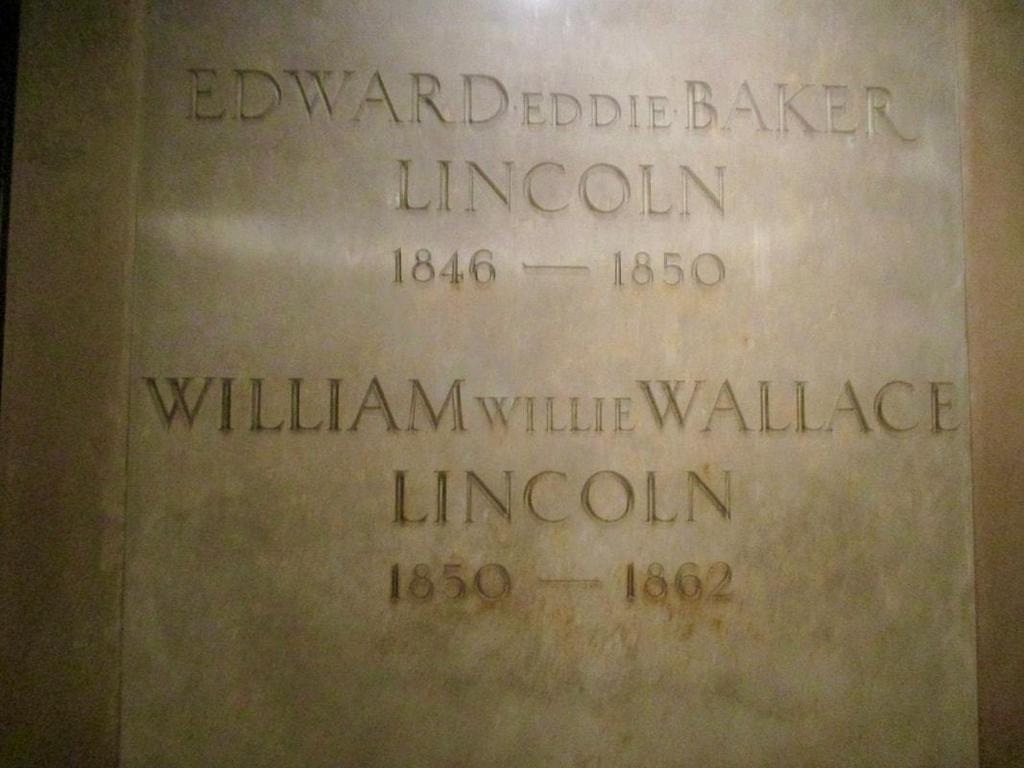 EDWARD·EDDIE·BAKER
LINCOLN
1846 — 1850
WILLIAM WILLIE WALLACE
LINCOLN
1850 — 1862